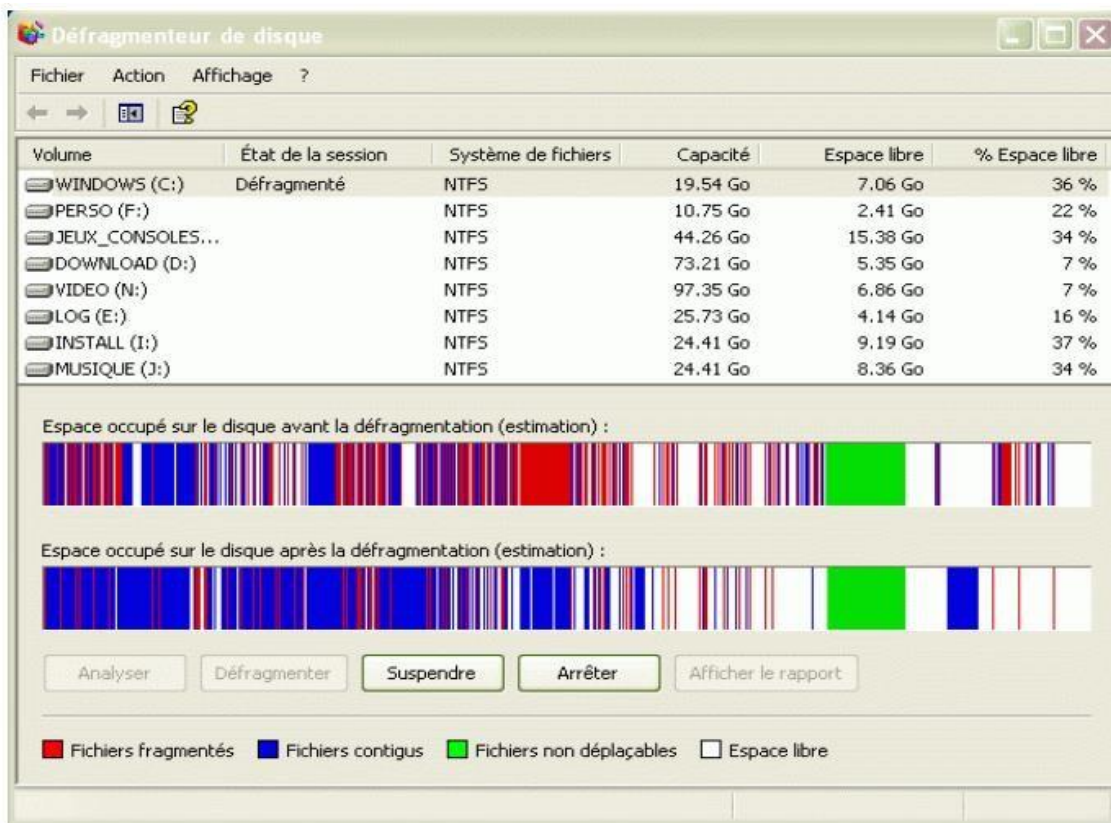 Défragmenteur de disque
Fichier Action Affichage ?
Volume État de la session Système de fichiers Capacité Espace libre % Espace libre
WINDOWS (C:) Défragmenté NTFS 19.54 Go 7.06 Go 36 %
PERSO (F:) NTFS 10.75 Go 2.41 Go 22 %
JEUX_CONSOLES... NTFS 44.26 Go 15.38 Go 34 %
DOWNLOAD (D:) NTFS 73.21 Go 5.35 Go 7 %
VIDEO (N:) NTFS 97.35 Go 6.86 Go 7 %
LOG (E:) NTFS 25.73 Go 4.14 Go 16 %
INSTALL (I:) NTFS 24.41 Go 9.19 Go 37 %
MUSIQUE (J:) NTFS 24.41 Go 8.36 Go 34 %
Espace occupé sur le disque avant la défragmentation (estimation) :
Espace occupé sur le disque après la défragmentation (estimation) :
Analyser Défragmenter Suspendre Arrêter Afficher le rapport
Fichiers fragmentés Fichiers contigus Fichiers non déplaçables Espace libre